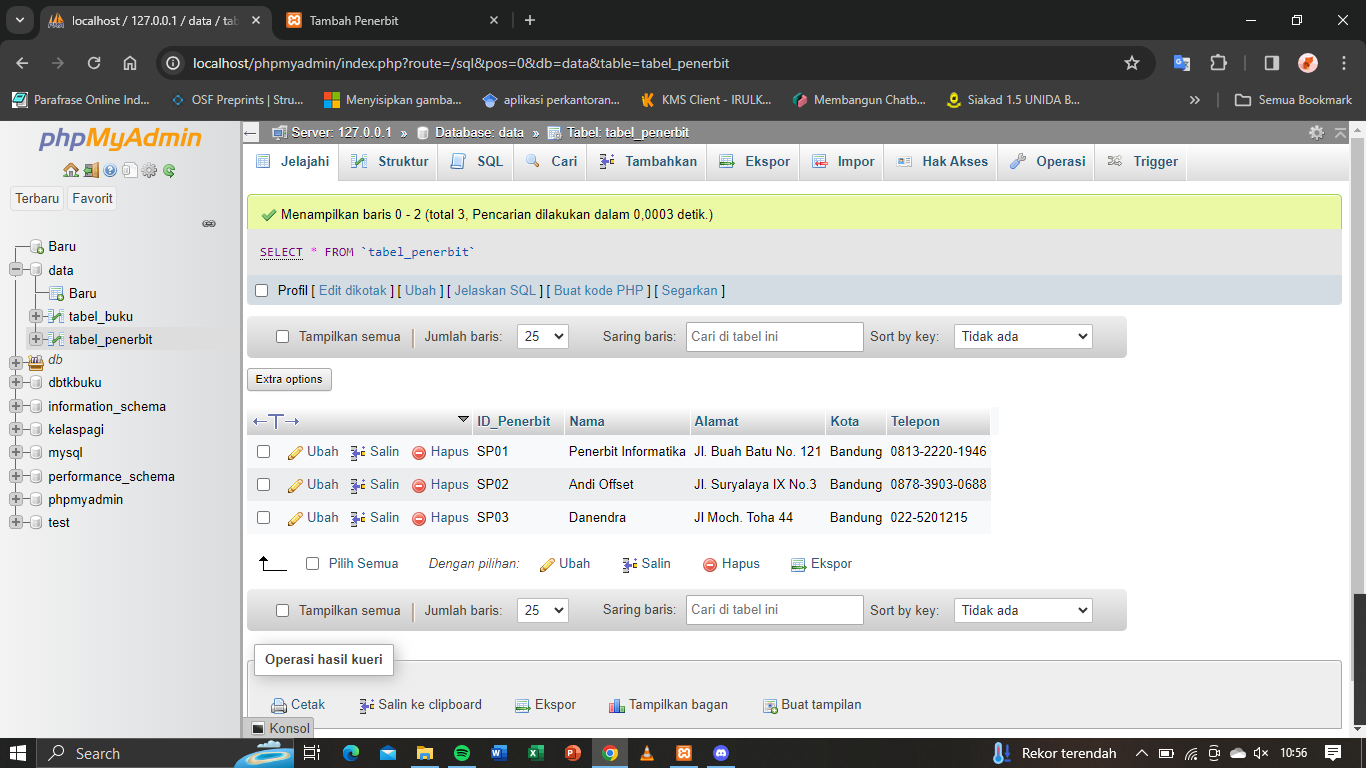 localhost / 127.0.0.1 / data / tab
Tambah Penerbit
localhost/phpmyadmin/index.php?route=/sql&pos=0&db=data&table=tabel_penerbit
Parafrase Online Ind...
OSF Preprints | Stru...
Menyisipkan gamba...
aplikasi perkantoran...
KMS Client - IRULK...
Membangun Chatb...
Siakad 1.5 UNIDA B...
»
Semua Bookmark
phpMyAdmin
Terbaru
Favorit
Baru
data
Baru
tabel_buku
tabel_penerbit
db
dbtkbuku
information_schema
kelaspagi
mysql
performance_schema
phpmyadmin
test
Server: 127.0.0.1 » Database: data » Tabel: tabel_penerbit
Jelajahi Struktur SQL Cari Tambahkan Ekspor Impor Hak Akses Operasi Trigger
Menampilkan baris 0 - 2 (total 3, Pencarian dilakukan dalam 0,0003 detik.)
SELECT * FROM `tabel_penerbit`
Profil [ Edit dikotak ] [ Ubah ] [ Jelaskan SQL ] [ Buat kode PHP ] [ Segarkan ]
Tampilkan semua | Jumlah baris: 25 Saring baris: Cari di tabel ini Sort by key: Tidak ada
Extra options
←T→ ID_Penerbit Nama Alamat Kota Telepon
Ubah Salin Hapus SP01 Penerbit Informatika Jl. Buah Batu No. 121 Bandung 0813-2220-1946
Ubah Salin Hapus SP02 Andi Offset Jl. Suryalaya IX No.3 Bandung 0878-3903-0688
Ubah Salin Hapus SP03 Danendra Jl Moch. Toha 44 Bandung 022-5201215
Pilih Semua Dengan pilihan: Ubah Salin Hapus Ekspor
Tampilkan semua | Jumlah baris: 25 Saring baris: Cari di tabel ini Sort by key: Tidak ada
Operasi hasil kueri
Cetak Salin ke clipboard Ekspor Tampilkan bagan Buat tampilan
Konsol
Search
Rekor terendah
10:56